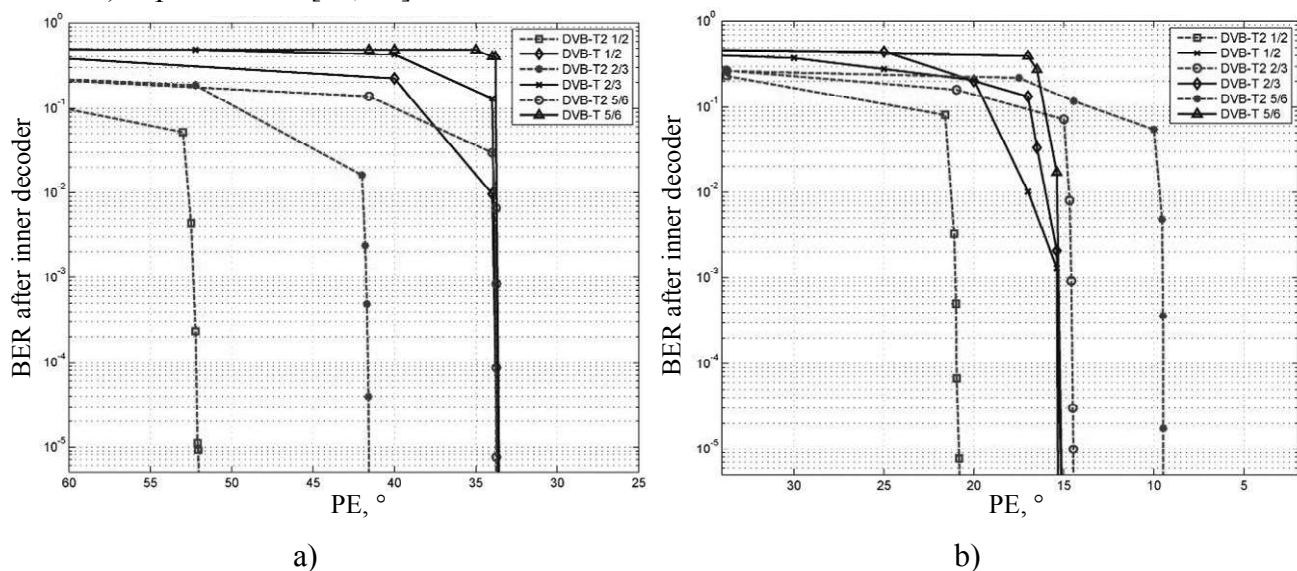 DVB-T2 1/2
DVB-T 1/2
DVB-T2 2/3
DVB-T 2/3
DVB-T2 5/6
DVB-T 5/6
10^0
10^-1
10^-2
10^-3
10^-4
10^-5
BER after inner decoder
60 55 50 45 40 35 30 25
PE, °
a)
DVB-T2 1/2
DVB-T 1/2
DVB-T2 2/3
DVB-T 2/3
DVB-T2 5/6
DVB-T 5/6
10^0
10^-1
10^-2
10^-3
10^-4
10^-5
BER after inner decoder
30 25 20 15 10 5
PE, °
b)